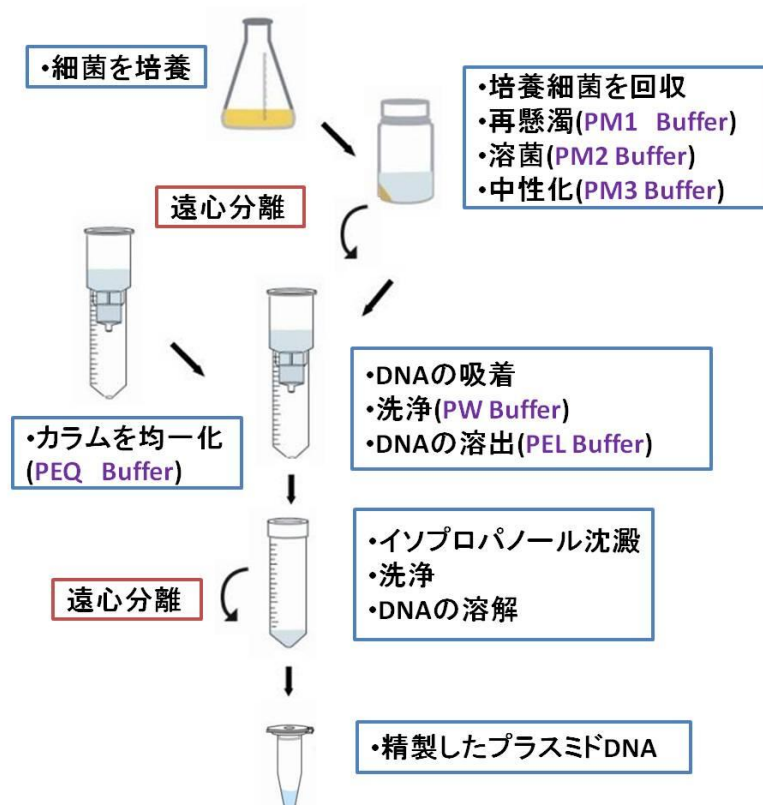 ・細菌を培養
・培養細菌を回収
・再懸濁(PM1 Buffer)
・溶菌(PM2 Buffer)
・中性化(PM3 Buffer)
遠心分離
・DNAの吸着
・洗浄(PW Buffer)
・DNAの溶出(PEL Buffer)
・カラムを均一化
(PEQ Buffer)
・イソプロパノール沈澱
・洗浄
・DNAの溶解
遠心分離
・精製したプラスミドDNA